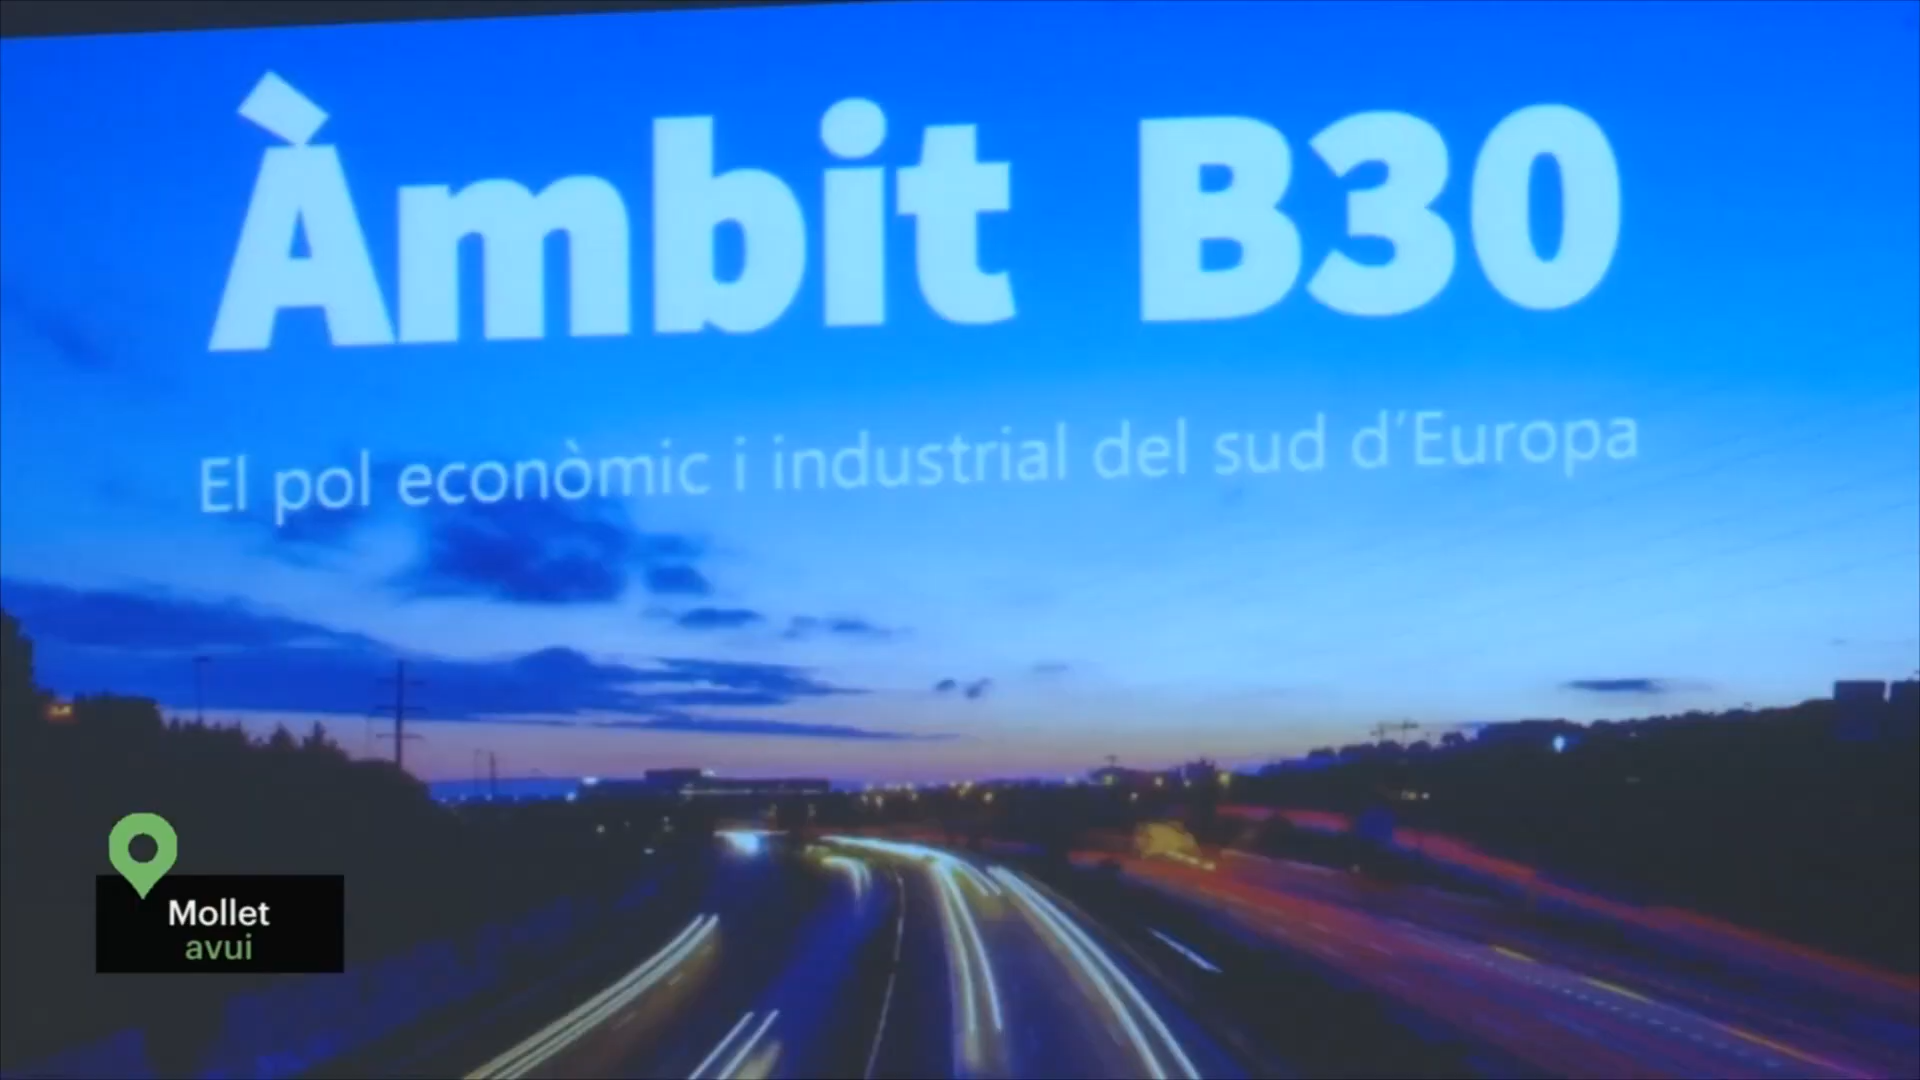 Àmbit B30
El pol econòmic i industrial del sud d'Europa
Mollet
avui